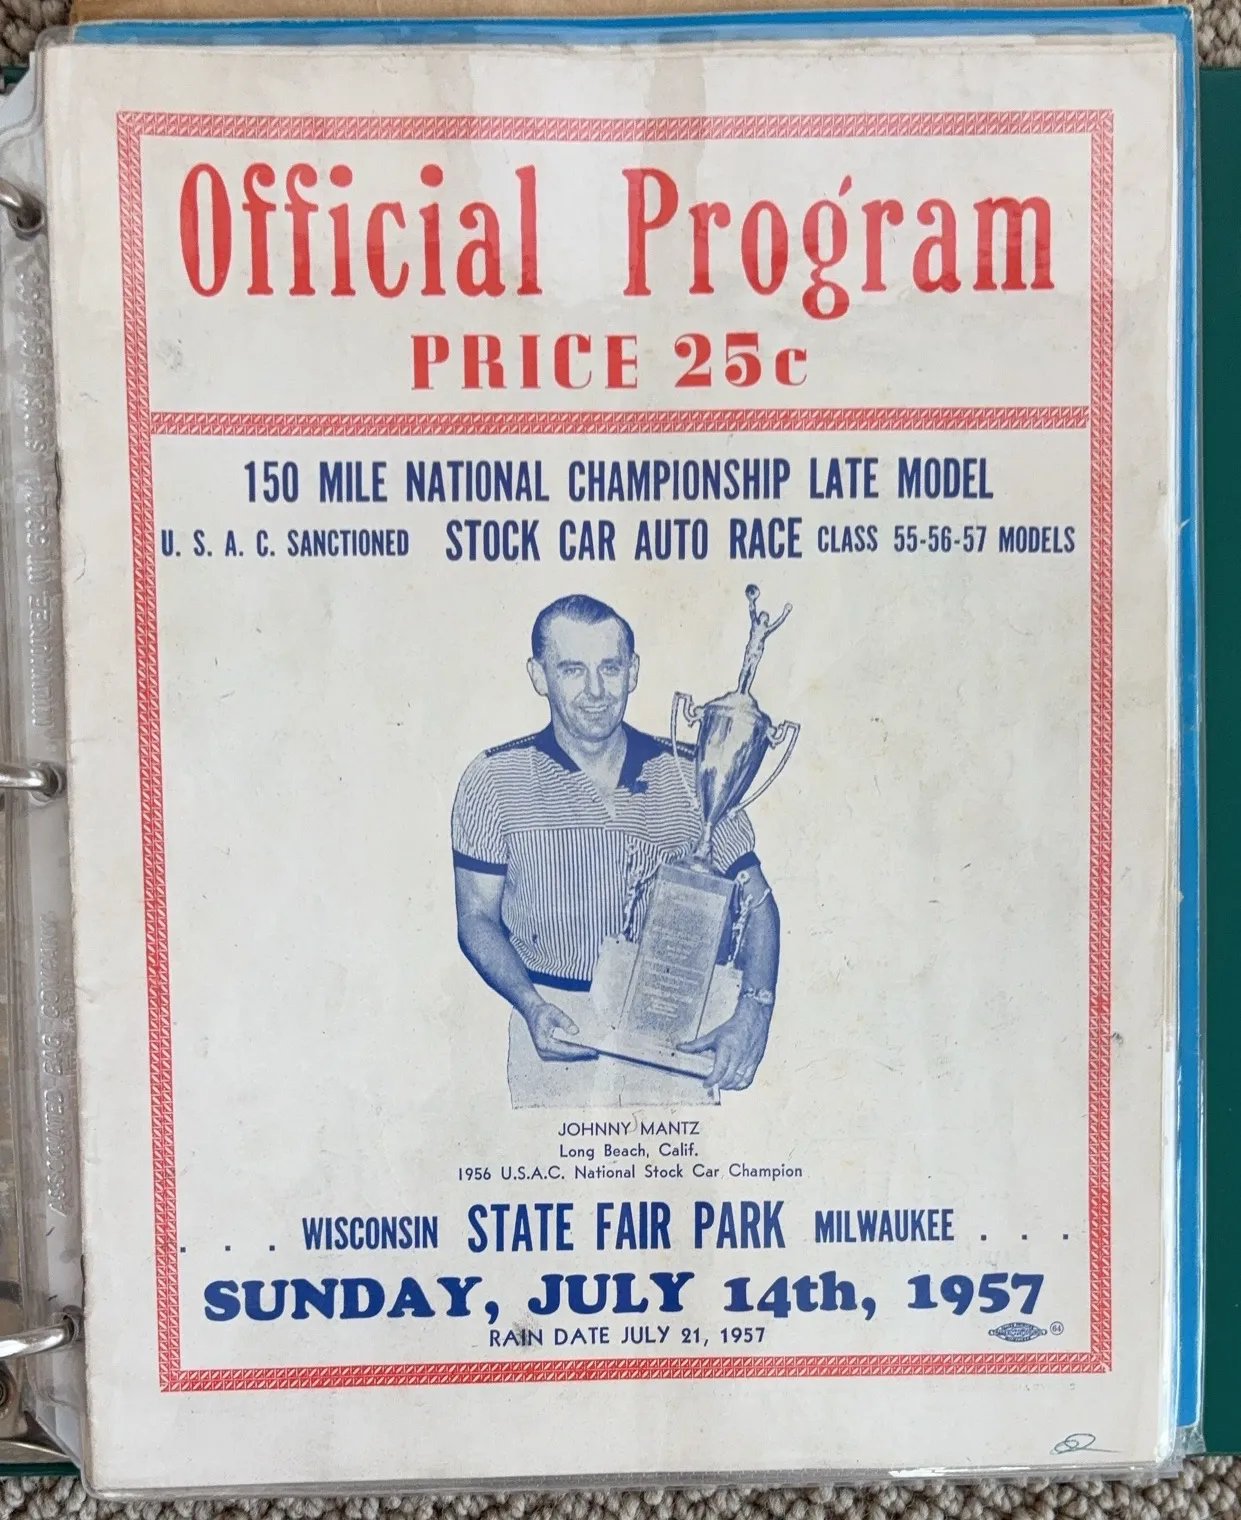 Official Program
PRICE 25c
150 MILE NATIONAL CHAMPIONSHIP LATE MODEL
U. S. A. C. SANCTIONED STOCK CAR AUTO RACE CLASS 55-56-57 MODELS
JOHNNY MANTZ
Long Beach, Calif.
1956 U.S.A.C. National Stock Car Champion
. . . WISCONSIN STATE FAIR PARK MILWAUKEE . . .
SUNDAY, JULY 14th, 1957
RAIN DATE JULY 21, 1957
64